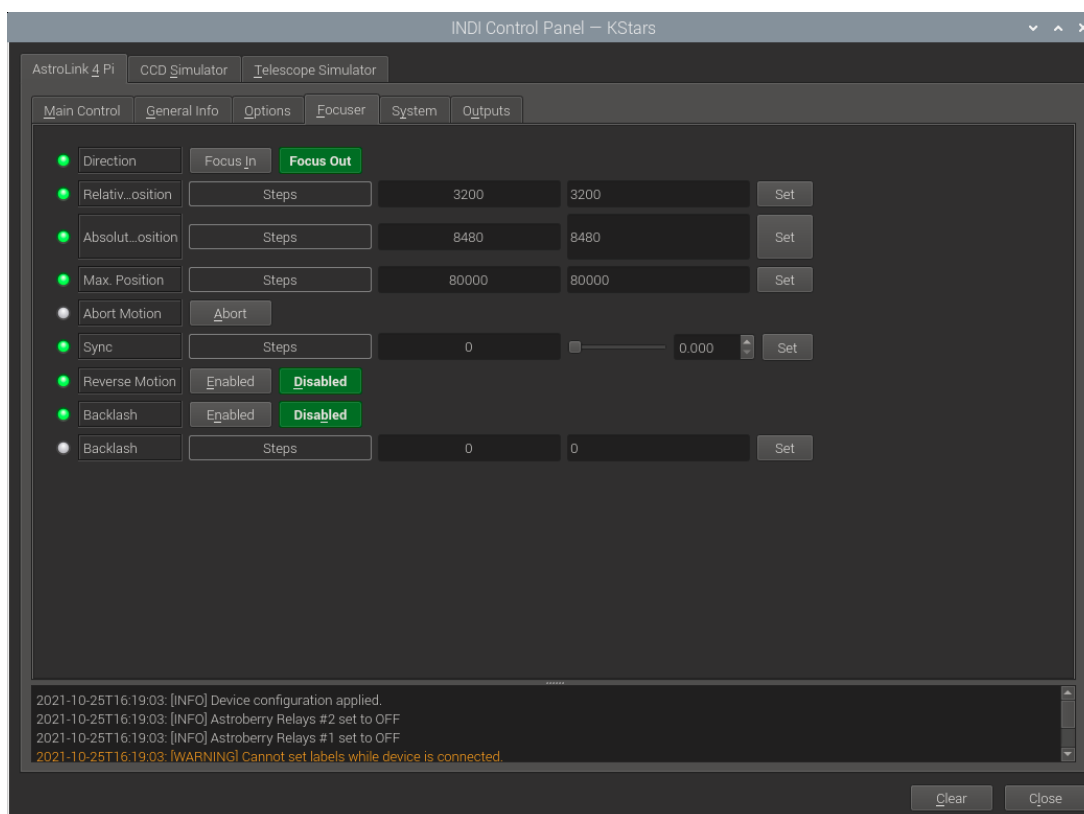 INDI Control Panel — KStars
AstroLink 4 Pi CCD Simulator Telescope Simulator
Main Control General Info Options Focuser System Outputs
Direction Focus In Focus Out
Relativ...osition Steps 3200 3200 Set
Absolut...osition Steps 8480 8480 Set
Max. Position Steps 80000 80000 Set
Abort Motion Abort
Sync Steps 0 0.000 Set
Reverse Motion Enabled Disabled
Backlash Enabled Disabled
Backlash Steps 0 0 Set
2021-10-25T16:19:03: [INFO] Device configuration applied.
2021-10-25T16:19:03: [INFO] Astroberry Relays #2 set to OFF
2021-10-25T16:19:03: [INFO] Astroberry Relays #1 set to OFF
2021-10-25T16:19:03: [WARNING] Cannot set labels while device is connected.
Clear Close